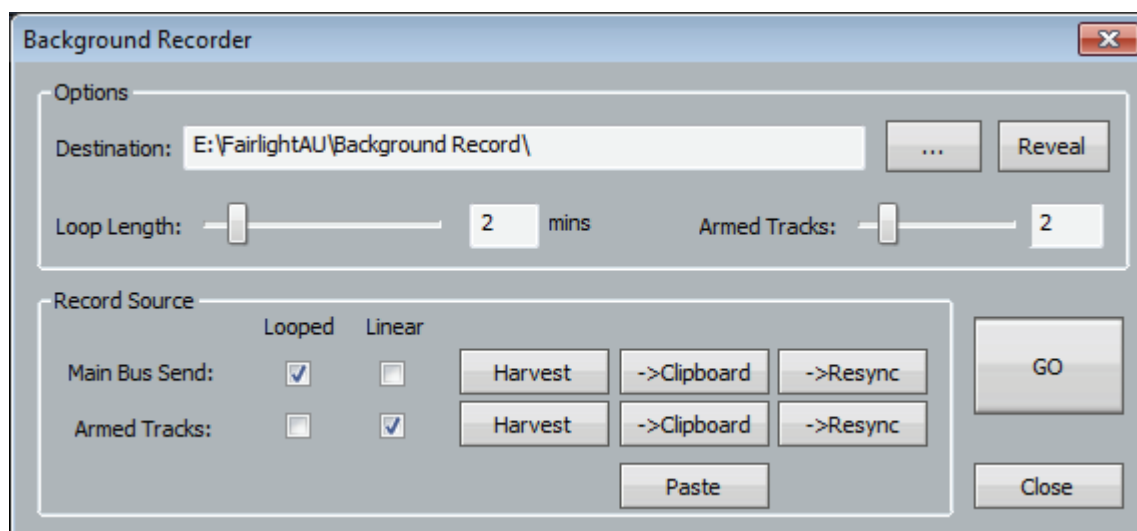 Background Recorder
Options
Destination: E:\FairlightAU\Background Record\ ... Reveal
Loop Length: 2 mins Armed Tracks: 2
Record Source
Looped Linear
Main Bus Send: Harvest ->Clipboard ->Resync
GO
Armed Tracks: Harvest ->Clipboard ->Resync
Paste
Close